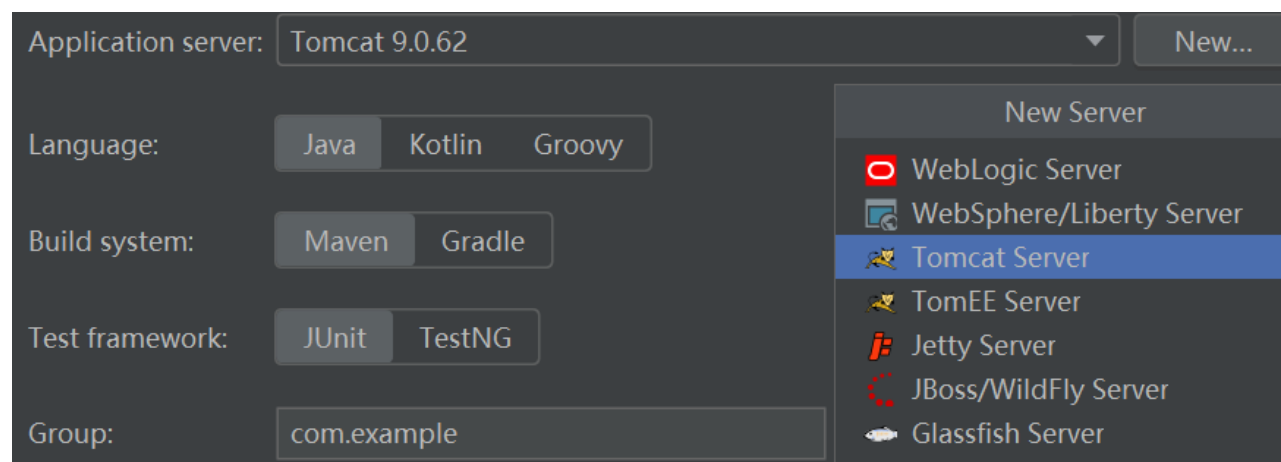 Application server: Tomcat 9.0.62 New...
New Server
Language: Java Kotlin Groovy
WebLogic Server
WebSphere/Liberty Server
Build system: Maven Gradle
Tomcat Server
TomEE Server
Test framework: JUnit TestNG
Jetty Server
JBoss/WildFly Server
Group: com.example
Glassfish Server